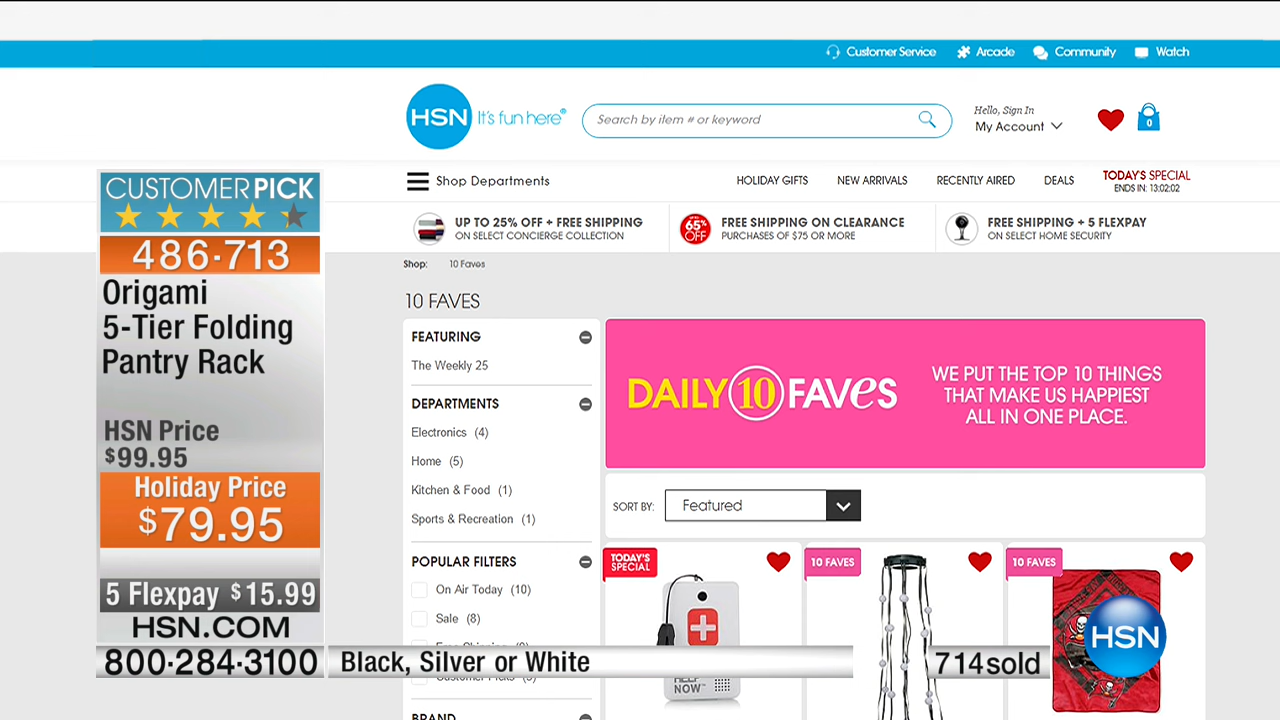 Customer Service
Arcade
Community
Watch
HSN It's fun here®
Search by item # or keyword
Hello, Sign In
My Account
0
Shop Departments
HOLIDAY GIFTS
NEW ARRIVALS
RECENTLY AIRED
DEALS
TODAY'S SPECIAL
ENDS IN: 13:02:02
UP TO 25% OFF + FREE SHIPPING
ON SELECT CONCIERGE COLLECTION
65% OFF
FREE SHIPPING ON CLEARANCE
PURCHASES OF $75 OR MORE
FREE SHIPPING + 5 FLEXPAY
ON SELECT HOME SECURITY
CUSTOMER PICK
486·713
Origami
5-Tier Folding
Pantry Rack
HSN Price
$99.95
Holiday Price
$79.95
5 Flexpay $15.99
HSN.COM
800·284·3100
Black, Silver or White
714 sold
HSN
Shop:
10 Faves
10 FAVES
FEATURING
The Weekly 25
DEPARTMENTS
Electronics (4)
Home (5)
Kitchen & Food (1)
Sports & Recreation (1)
POPULAR FILTERS
On Air Today (10)
Sale (8)
BRAND
DAILY 10 FAVES
WE PUT THE TOP 10 THINGS
THAT MAKE US HAPPIEST
ALL IN ONE PLACE.
SORT BY:
Featured
TODAY'S
SPECIAL
10 FAVES
10 FAVES
HELP
NOW™